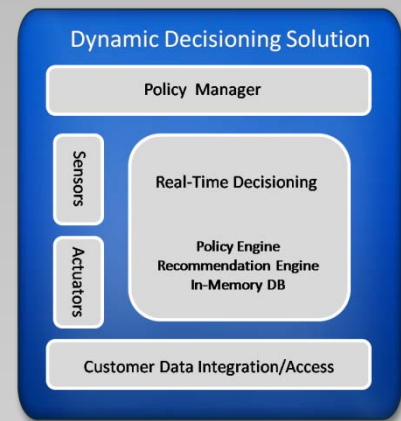 Dynamic Decisioning Solution
Policy Manager
Sensors
Real-Time Decisioning
Policy Engine
Recommendation Engine
In-Memory DB
Actuators
Customer Data Integration/Access